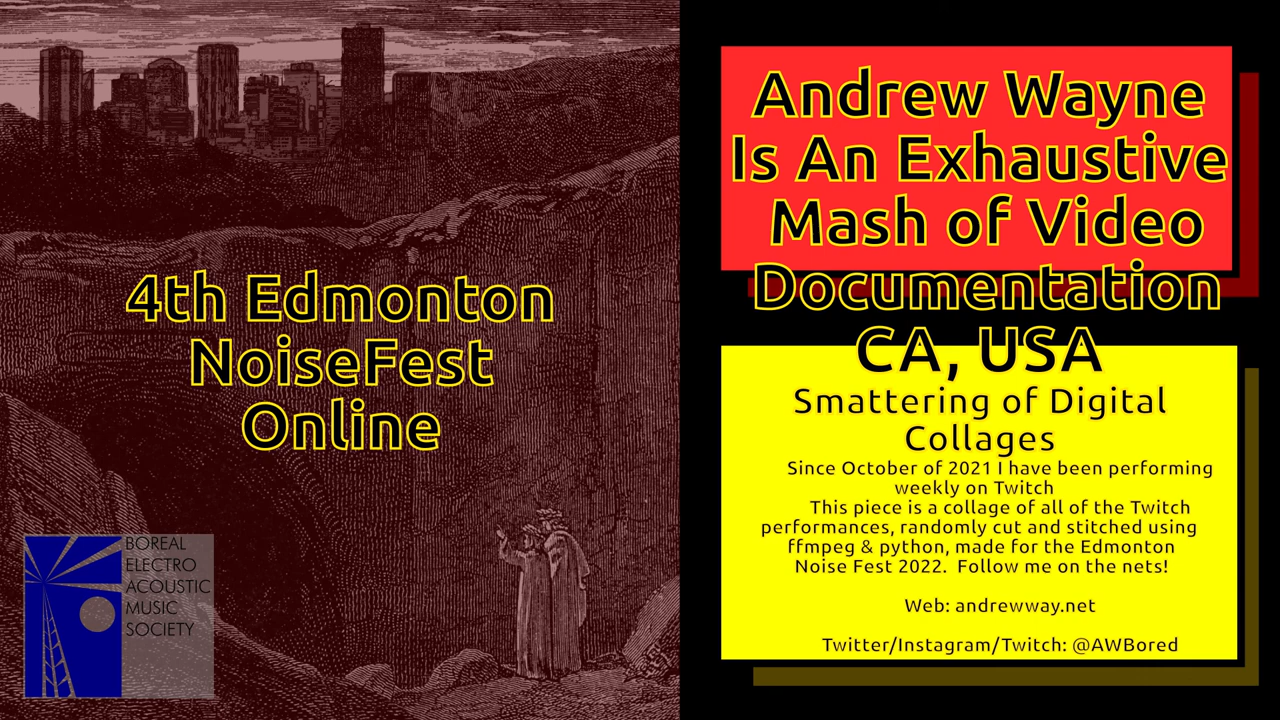 4th Edmonton
NoiseFest
Online
BOREAL
ELECTRO
ACOUSTIC
MUSIC
SOCIETY
Andrew Wayne
Is An Exhaustive
Mash of Video
Documentation
CA, USA
Smattering of Digital
Collages
Since October of 2021 I have been performing
weekly on Twitch
This piece is a collage of all of the Twitch
performances, randomly cut and stitched using
ffmpeg & python, made for the Edmonton
Noise Fest 2022.  Follow me on the nets!
Web: andrewway.net
Twitter/Instagram/Twitch: @AWBored